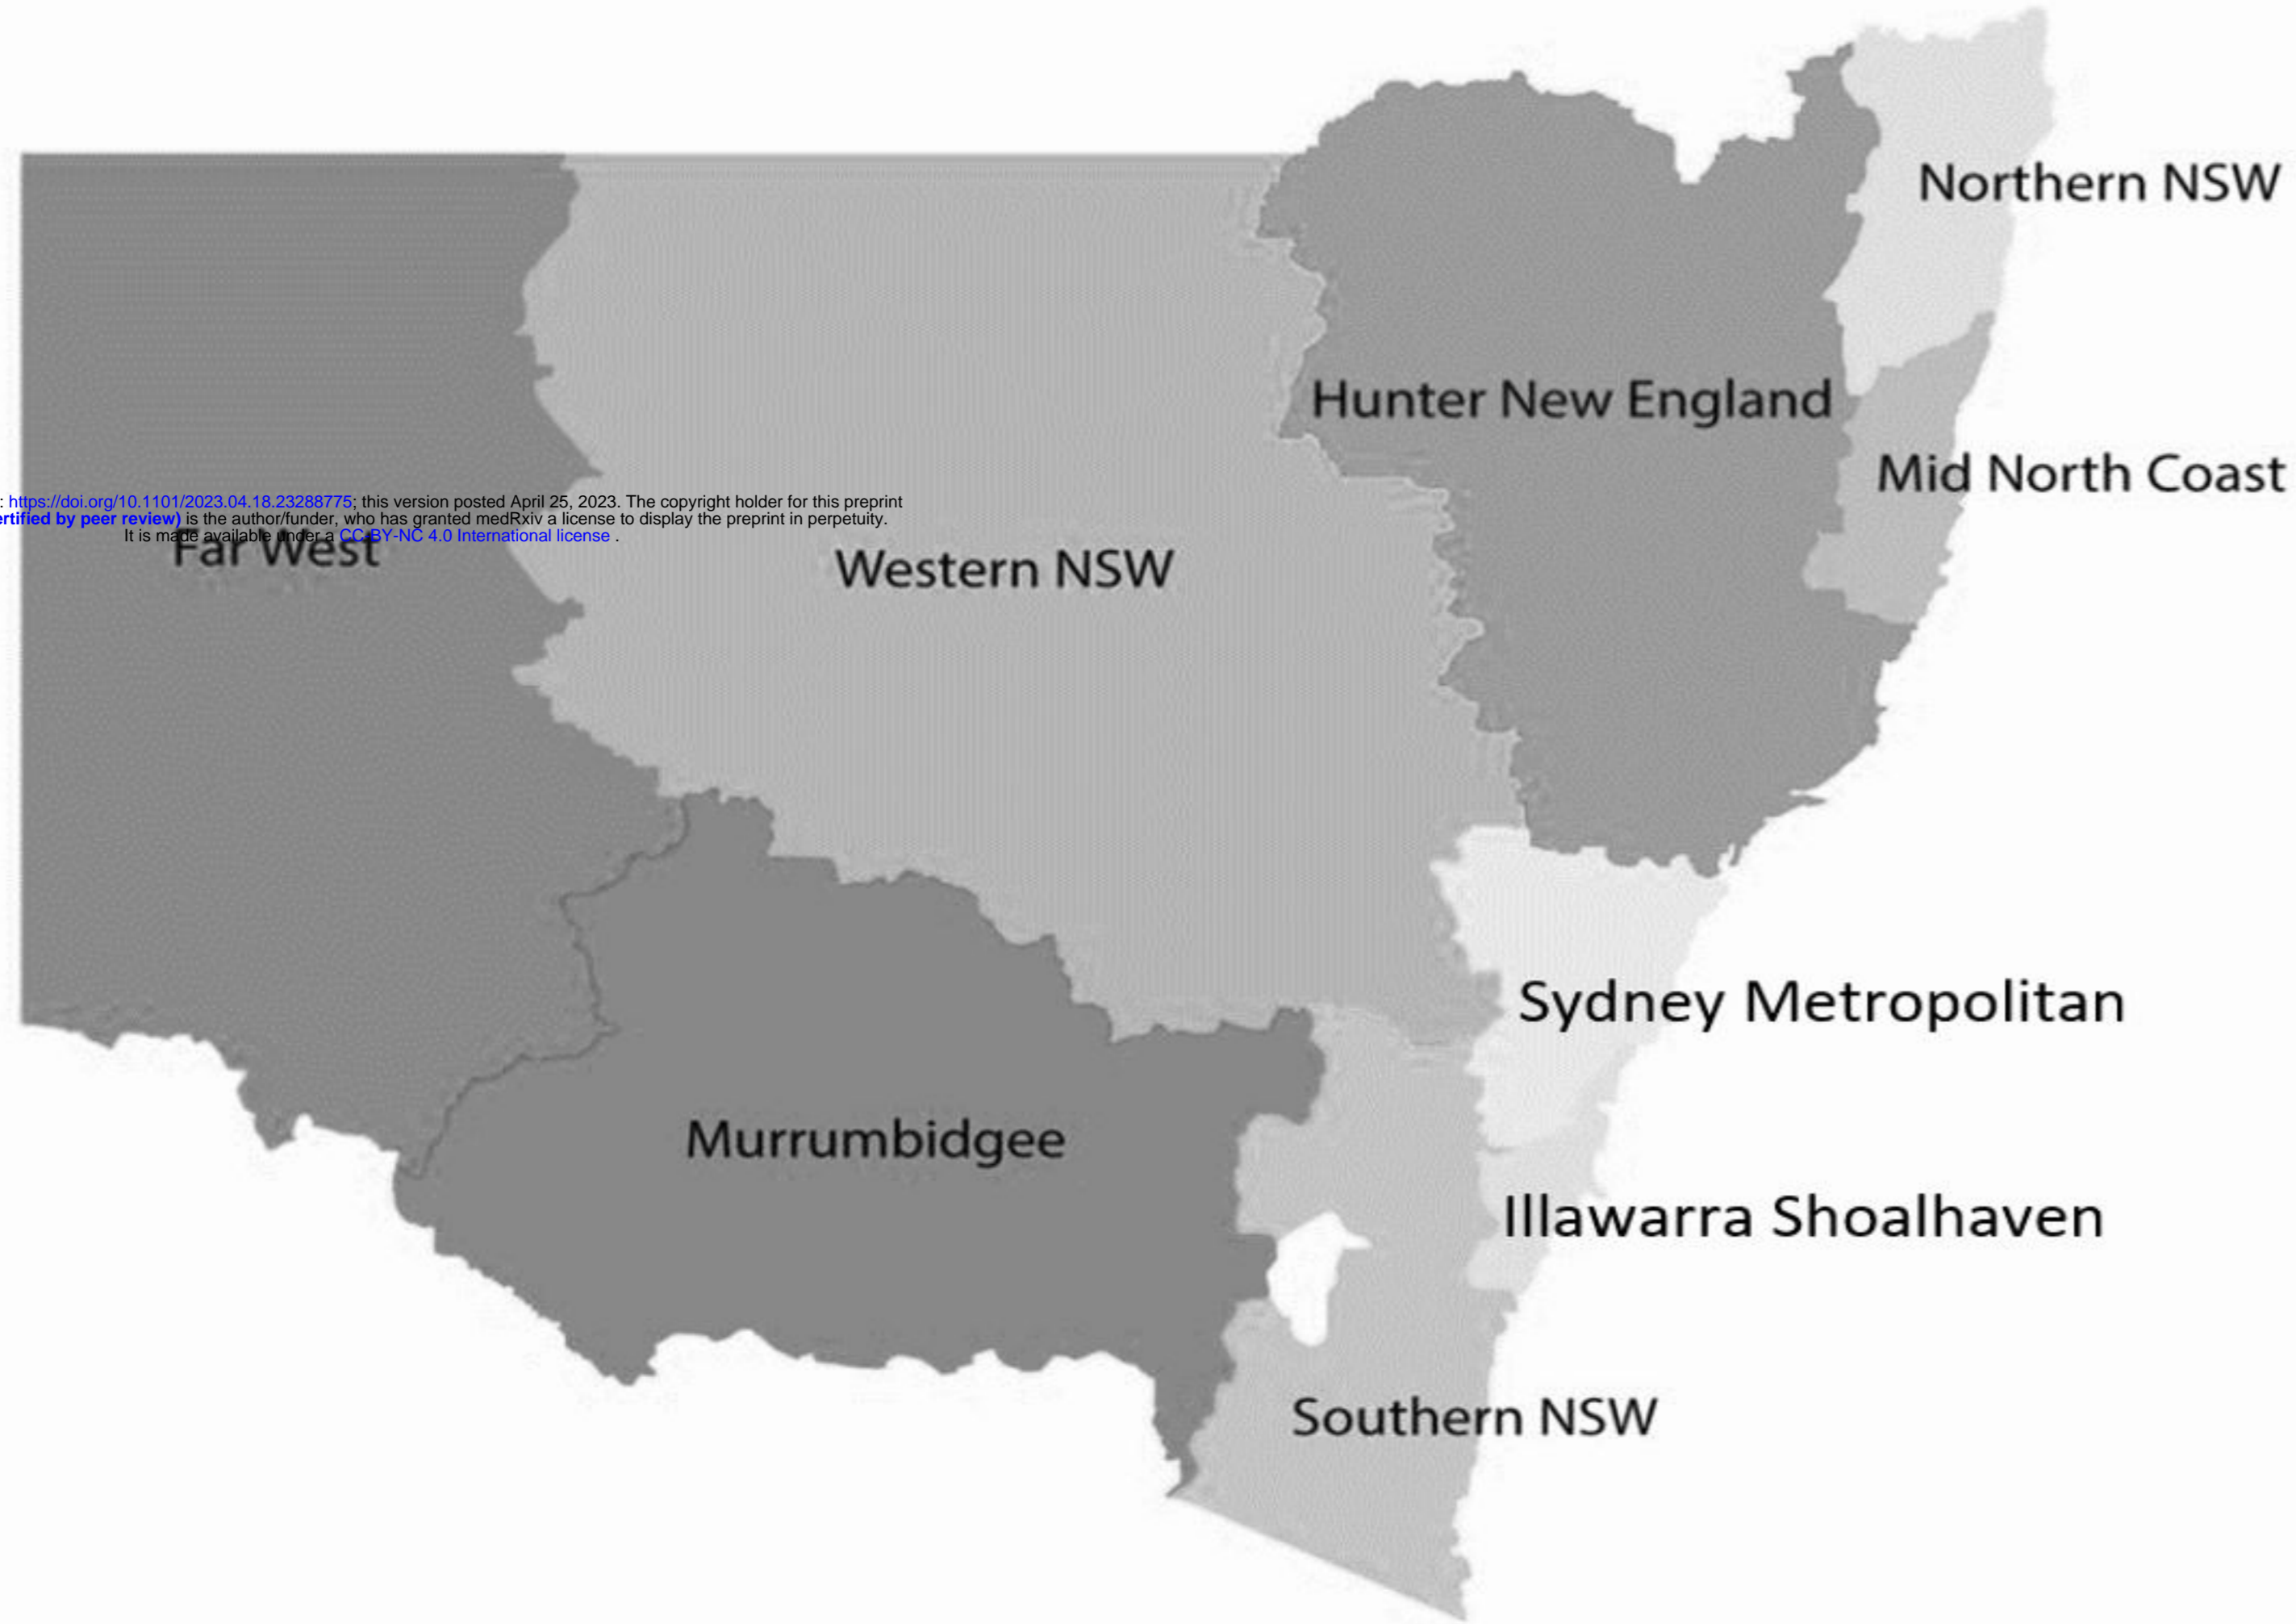 Northern NSW
Hunter New England
Mid North Coast
: https://doi.org/10.1101/2023.04.18.23288775; this version posted April 25, 2023. The copyright holder for this preprint
by peer review) is the author/funder, who has granted medRxiv a license to display the preprint in perpetuity.
It is made available under a CC-BY-NC 4.0 International license .
Far West
Western NSW
Sydney Metropolitan
Murrumbidgee
Illawarra Shoalhaven
Southern NSW